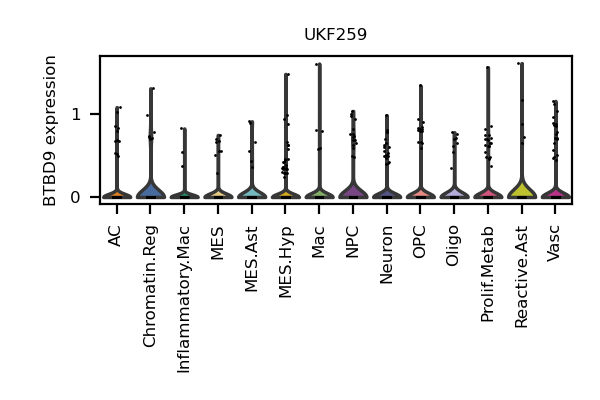 UKF259
BTBD9 expression
1
0
AC
Chromatin.Reg
Inflammatory.Mac
MES
MES.Ast
MES.Hyp
Mac
NPC
Neuron
OPC
Oligo
Prolif.Metab
Reactive.Ast
Vasc